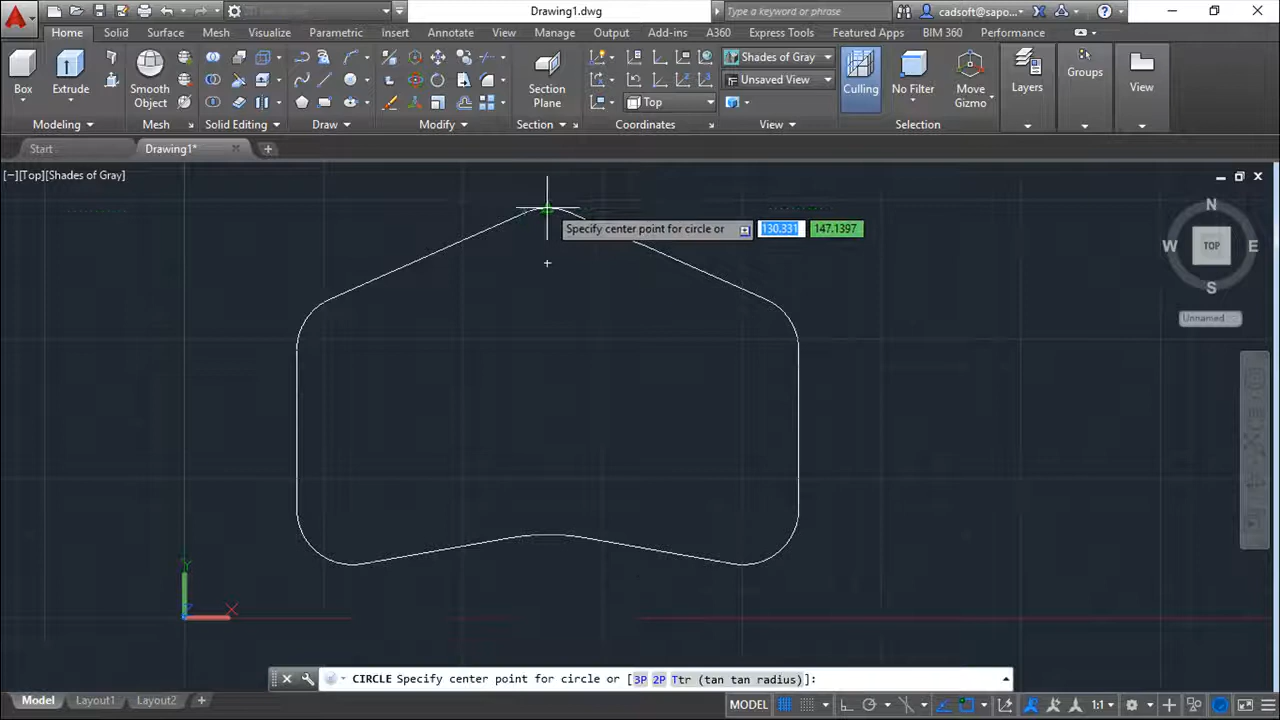 Drawing1.dwg
Type a keyword or phrase
cadsoft@sapo...
Home Solid Surface Mesh Visualize Parametric Insert Annotate View Manage Output Add-ins A360 Express Tools Featured Apps BIM 360 Performance
Box Extrude Smooth Object Section Plane Shades of Gray Unsaved View Top Culling No Filter Move Gizmo Layers Groups View
Modeling Mesh Solid Editing Draw Modify Section Coordinates View Selection
Start Drawing1*
[−][Top][Shades of Gray]
N
W TOP E
S
Unnamed
Specify center point for circle or 130.331 147.1397
Y
Z X
CIRCLE Specify center point for circle or [3P 2P Ttr (tan tan radius)]:
Model Layout1 Layout2 + MODEL 1:1